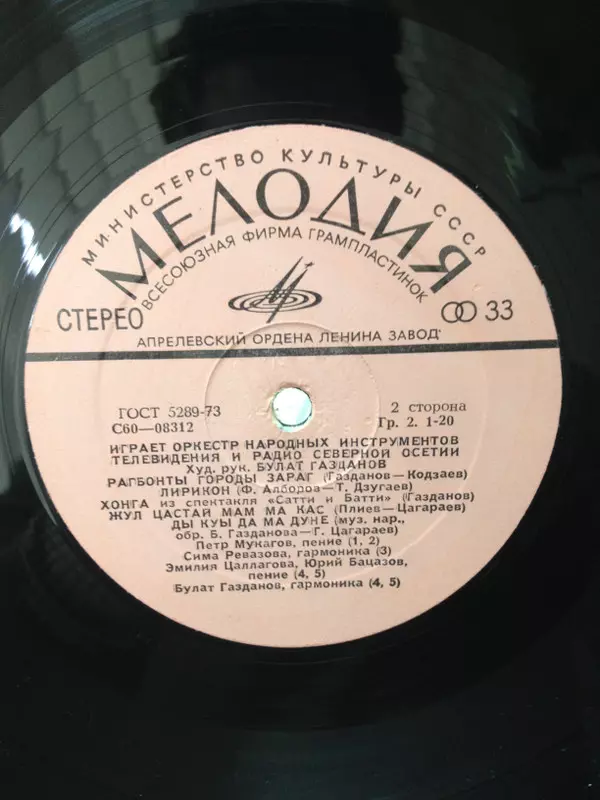 МИНИСТЕРСТВО КУЛЬТУРЫ СССР
МЕЛОДИЯ
ВСЕСОЮЗНАЯ ФИРМА ГРАМПЛАСТИНОК
СТЕРЕО
33
АПРЕЛЕВСКИЙ ОРДЕНА ЛЕНИНА ЗАВОД
ГОСТ 5289-73
2 сторона
С60—08312
Гр. 2. 1-20
ИГРАЕТ ОРКЕСТР НАРОДНЫХ ИНСТРУМЕНТОВ
ТЕЛЕВИДЕНИЯ И РАДИО СЕВЕРНОЙ ОСЕТИИ
Худ. рук. БУЛАТ ГАЗДАНОВ
РАГБОНТЫ ГОРОДЫ ЗАРАГ (Газданов—Кодзаев)
ЛИРИКОН (Ф. Алборов—Т. Дзугаев)
ХОНГА из спектакля «Сатти и Батти» (Газданов)
ЖУЛ ЦАСТАЙ МАМ МА КАС (Плиев—Цагараев)
ДЫ КУЫ ДА МА ДУНЕ (муз. нар.,
обр. Б. Газданова—Г. Цагараев)
Петр Мукагов, пение (1, 2)
Сима Ревазова, гармоника (3)
Эмилия Цаллагова, Юрий Бацазов,
пение (4, 5)
Булат Газданов, гармоника (4, 5)